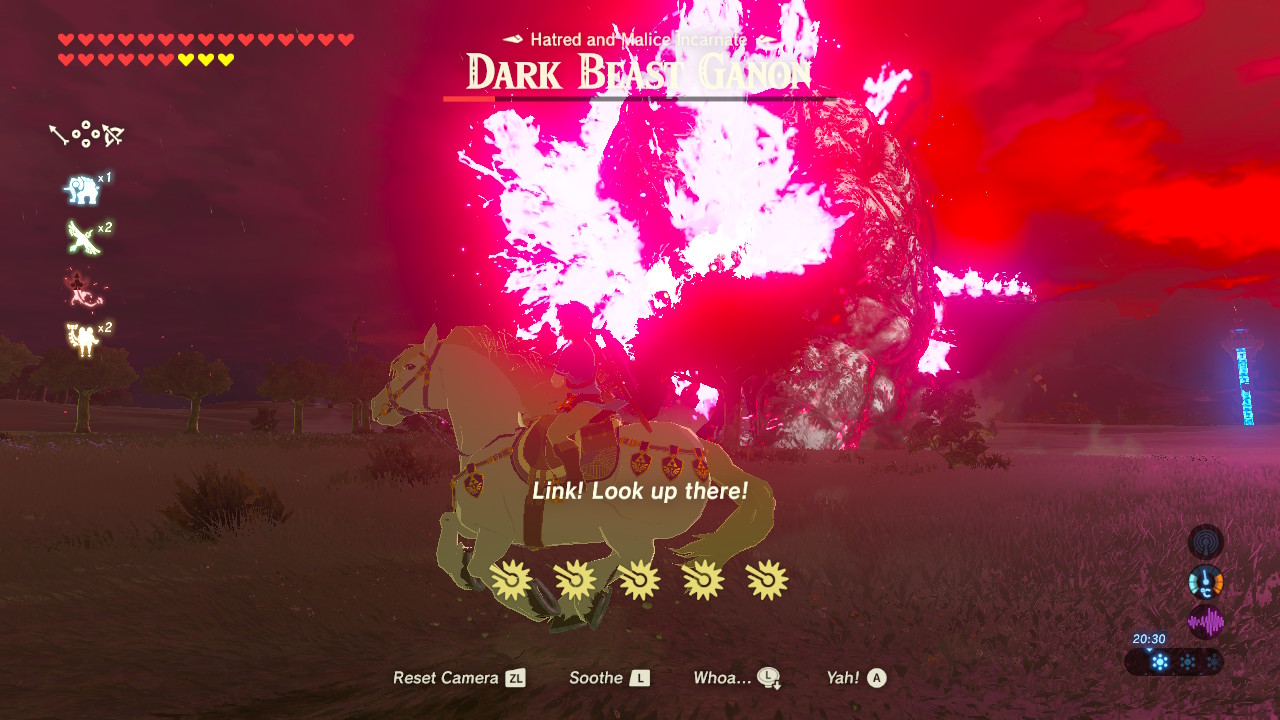 Hatred and Malice Incarnate
DARK BEAST GANON
x1
x2
x2
Link! Look up there!
20:30
°C
Reset Camera ZL
Soothe L
Whoa... L
Yah! A